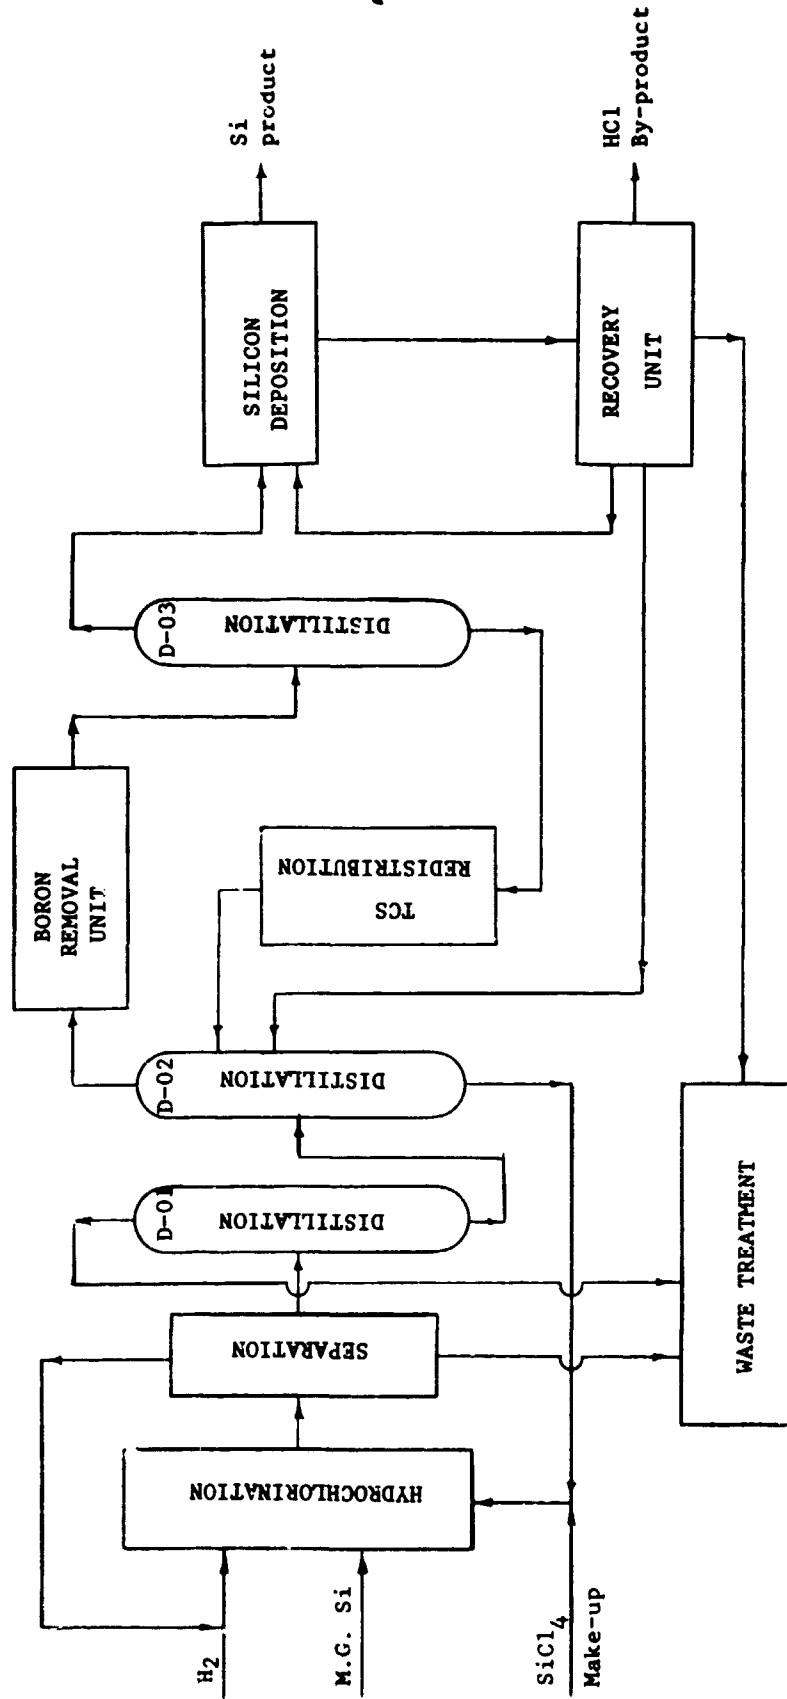 H2
M.G. Si
SiCl4
Make-up
HYDROCHLORINATION
SEPARATION
D-01
DISTILLATION
D-02
DISTILLATION
BORON
REMOVAL
UNIT
TCS
REDISTRIBUTION
D-03
DISTILLATION
SILICON
DEPOSITION
Si
product
RECOVERY
UNIT
HCl
By-product
WASTE TREATMENT